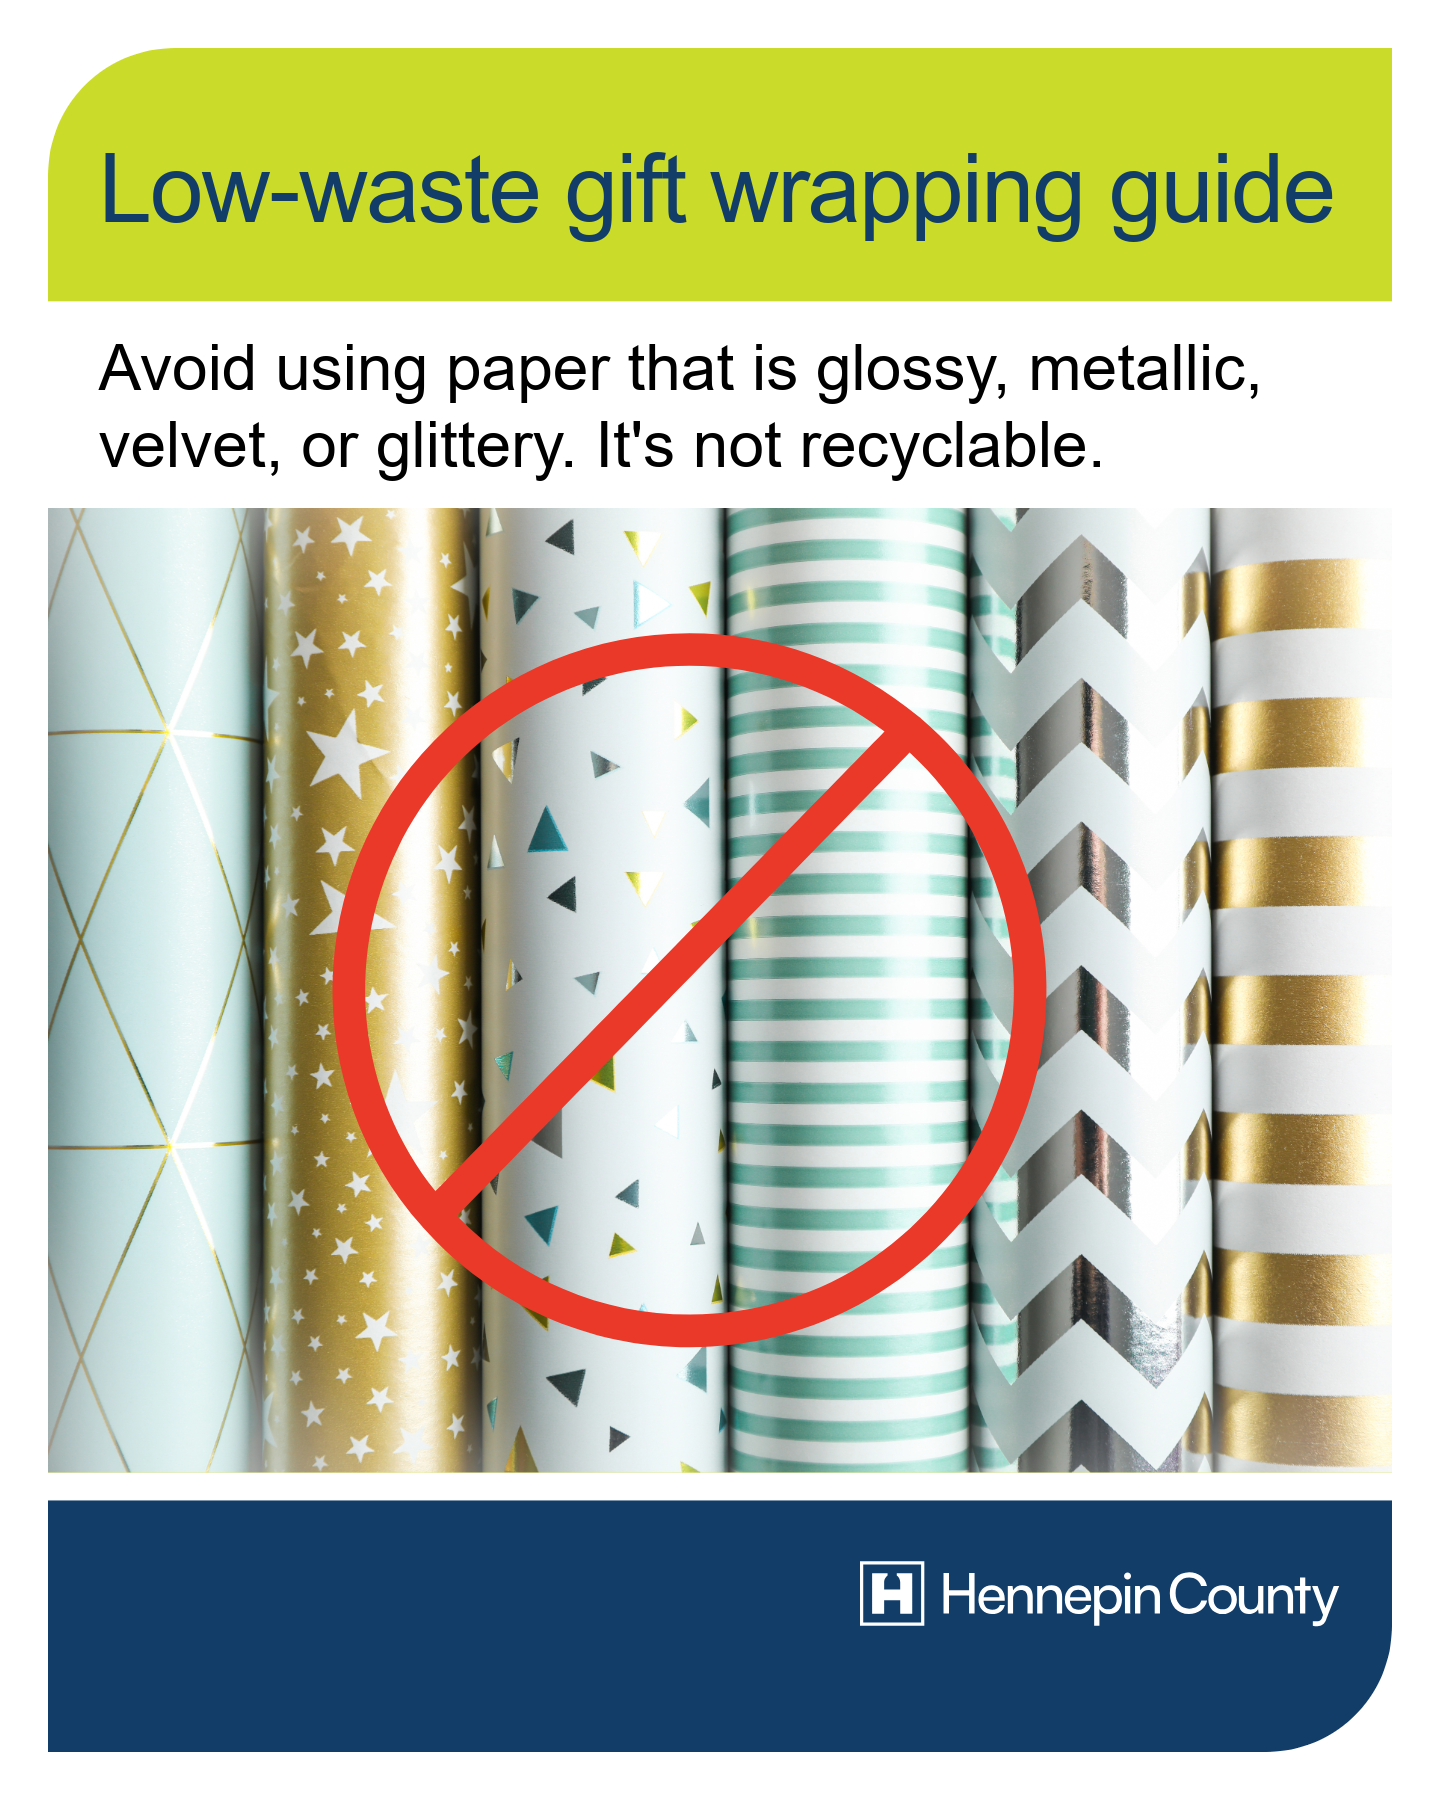 Low-waste gift wrapping guide
Avoid using paper that is glossy, metallic,
velvet, or glittery. It's not recyclable.
Hennepin County